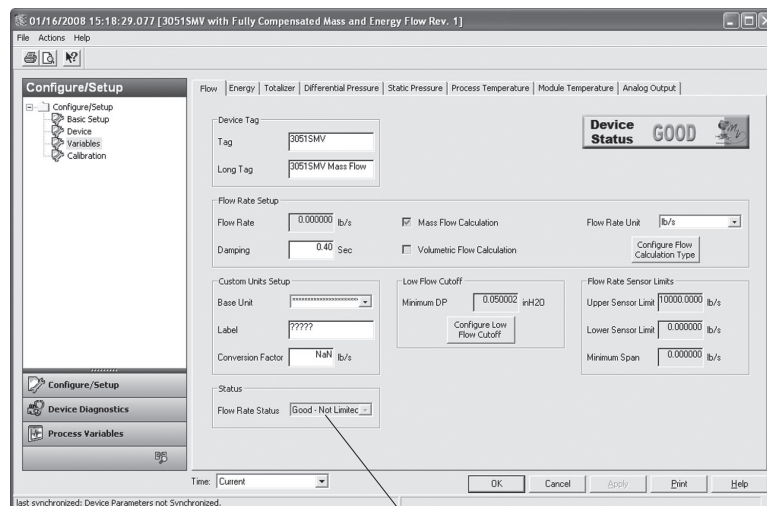 01/16/2008 15:18:29.077 [3051SMV with Fully Compensated Mass and Energy Flow Rev. 1]
File Actions Help
Configure/Setup
Configure/Setup
Basic Setup
Device
Variables
Calibration
Configure/Setup
Device Diagnostics
Process Variables
Flow Energy Totalizer Differential Pressure Static Pressure Process Temperature Module Temperature Analog Output
Device Tag
Tag 3051SMV
Long Tag 3051SMV Mass Flow
Device Status GOOD
Flow Rate Setup
Flow Rate 0.000000 lb/s Mass Flow Calculation Flow Rate Unit lb/s
Damping 0.40 Sec Volumetric Flow Calculation Configure Flow Calculation Type
Custom Units Setup
Base Unit
Label ?????
Conversion Factor NaN lb/s
Low Flow Cutoff
Minimum DP 0.050002 inH2O
Configure Low Flow Cutoff
Flow Rate Sensor Limits
Upper Sensor Limit 10000.0000 lb/s
Lower Sensor Limit 0.000000 lb/s
Minimum Span 0.000000 lb/s
Status
Flow Rate Status Good - Not Limitec
Time: Current OK Cancel Apply Print Help
last synchronized: Device Parameters not Synchronized.